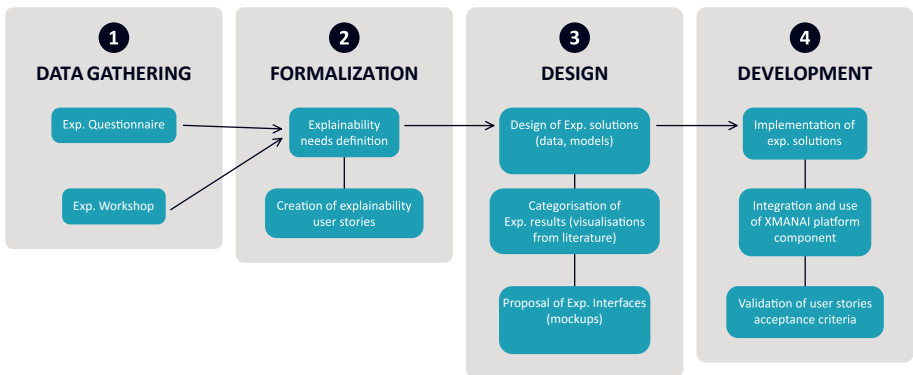 1
DATA GATHERING
Exp. Questionnaire
Exp. Workshop
2
FORMALIZATION
Explainability
needs definition
Creation of explainability
user stories
3
DESIGN
Design of Exp. solutions
(data, models)
Categorisation of
Exp. results (visualisations
from literature)
Proposal of Exp. Interfaces
(mockups)
4
DEVELOPMENT
Implementation of
exp. solutions
Integration and use
of XMANAI platform
component
Validation of user stories
acceptance criteria